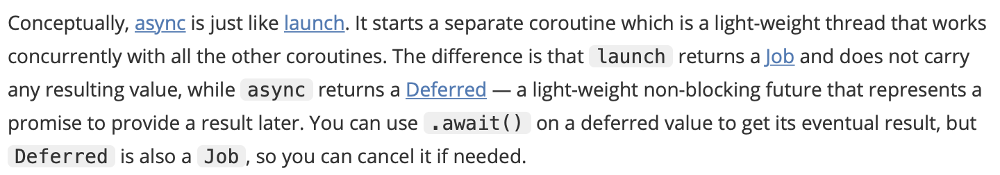 Conceptually, async is just like launch. It starts a separate coroutine which is a light-weight thread that works
concurrently with all the other coroutines. The difference is that launch returns a Job and does not carry
any resulting value, while async returns a Deferred — a light-weight non-blocking future that represents a
promise to provide a result later. You can use .await() on a deferred value to get its eventual result, but
Deferred is also a Job, so you can cancel it if needed.